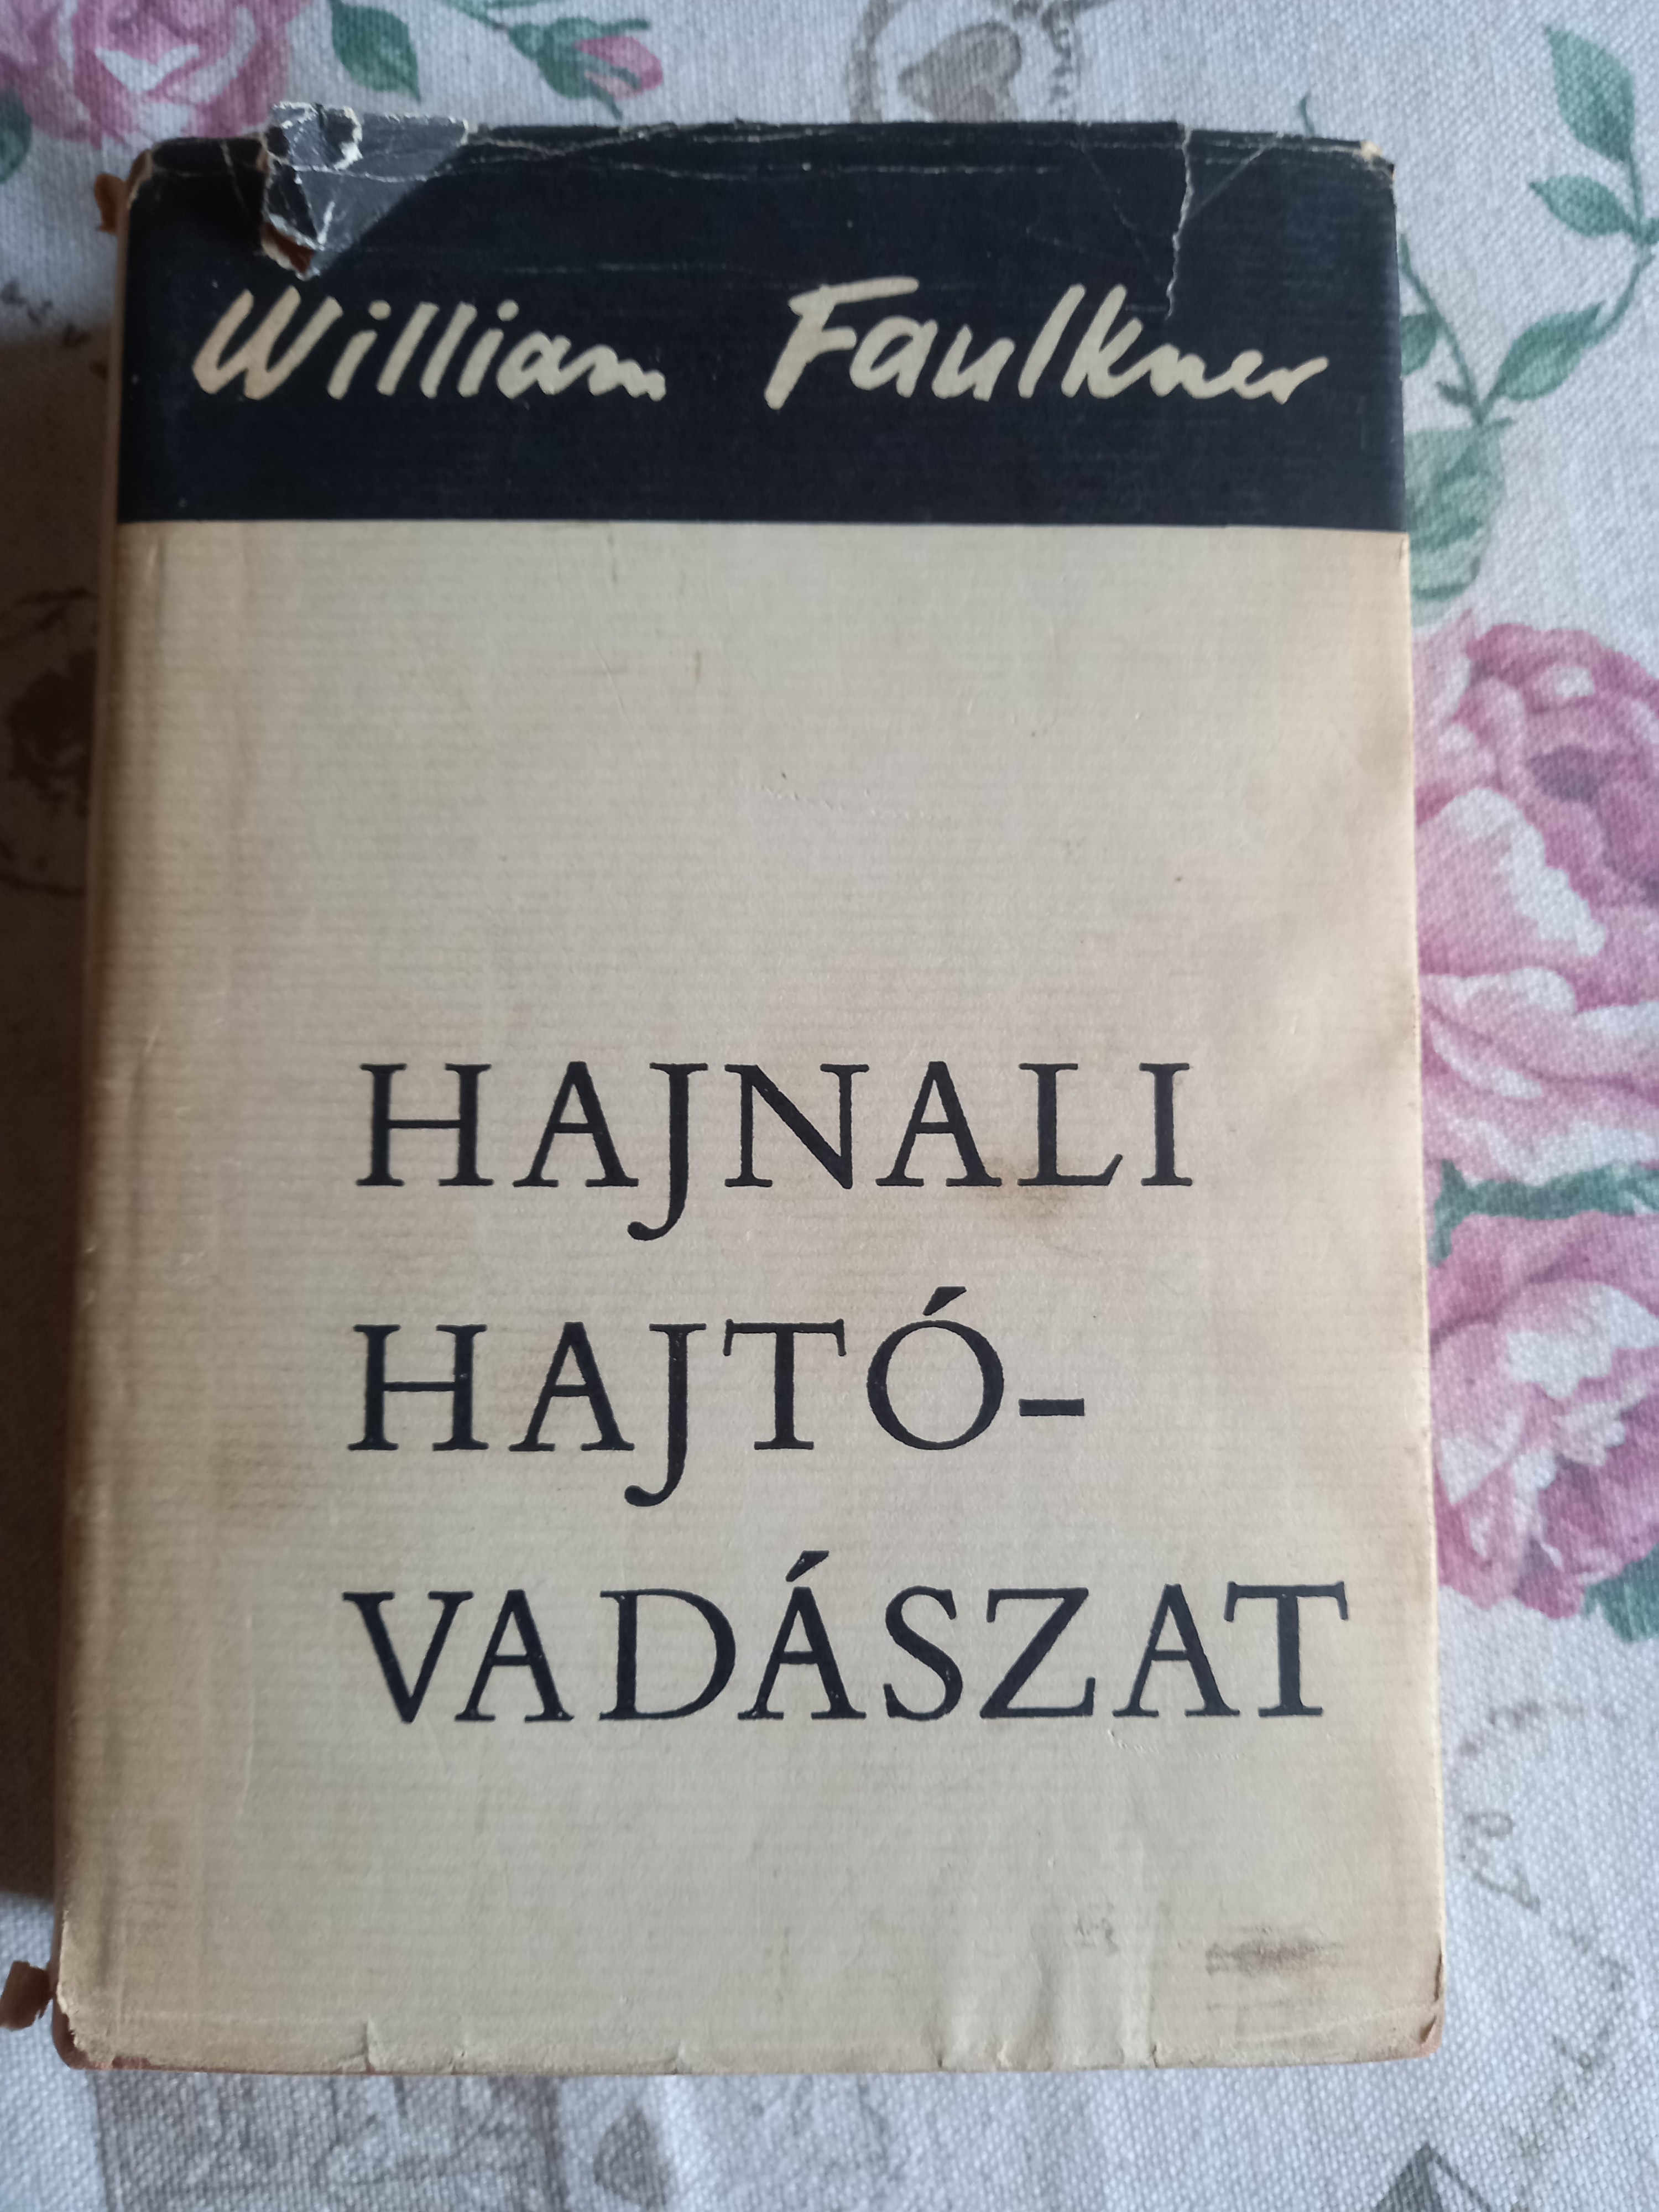 William Faulkner
HAJNALI
HAJTÓ-
VADÁSZAT